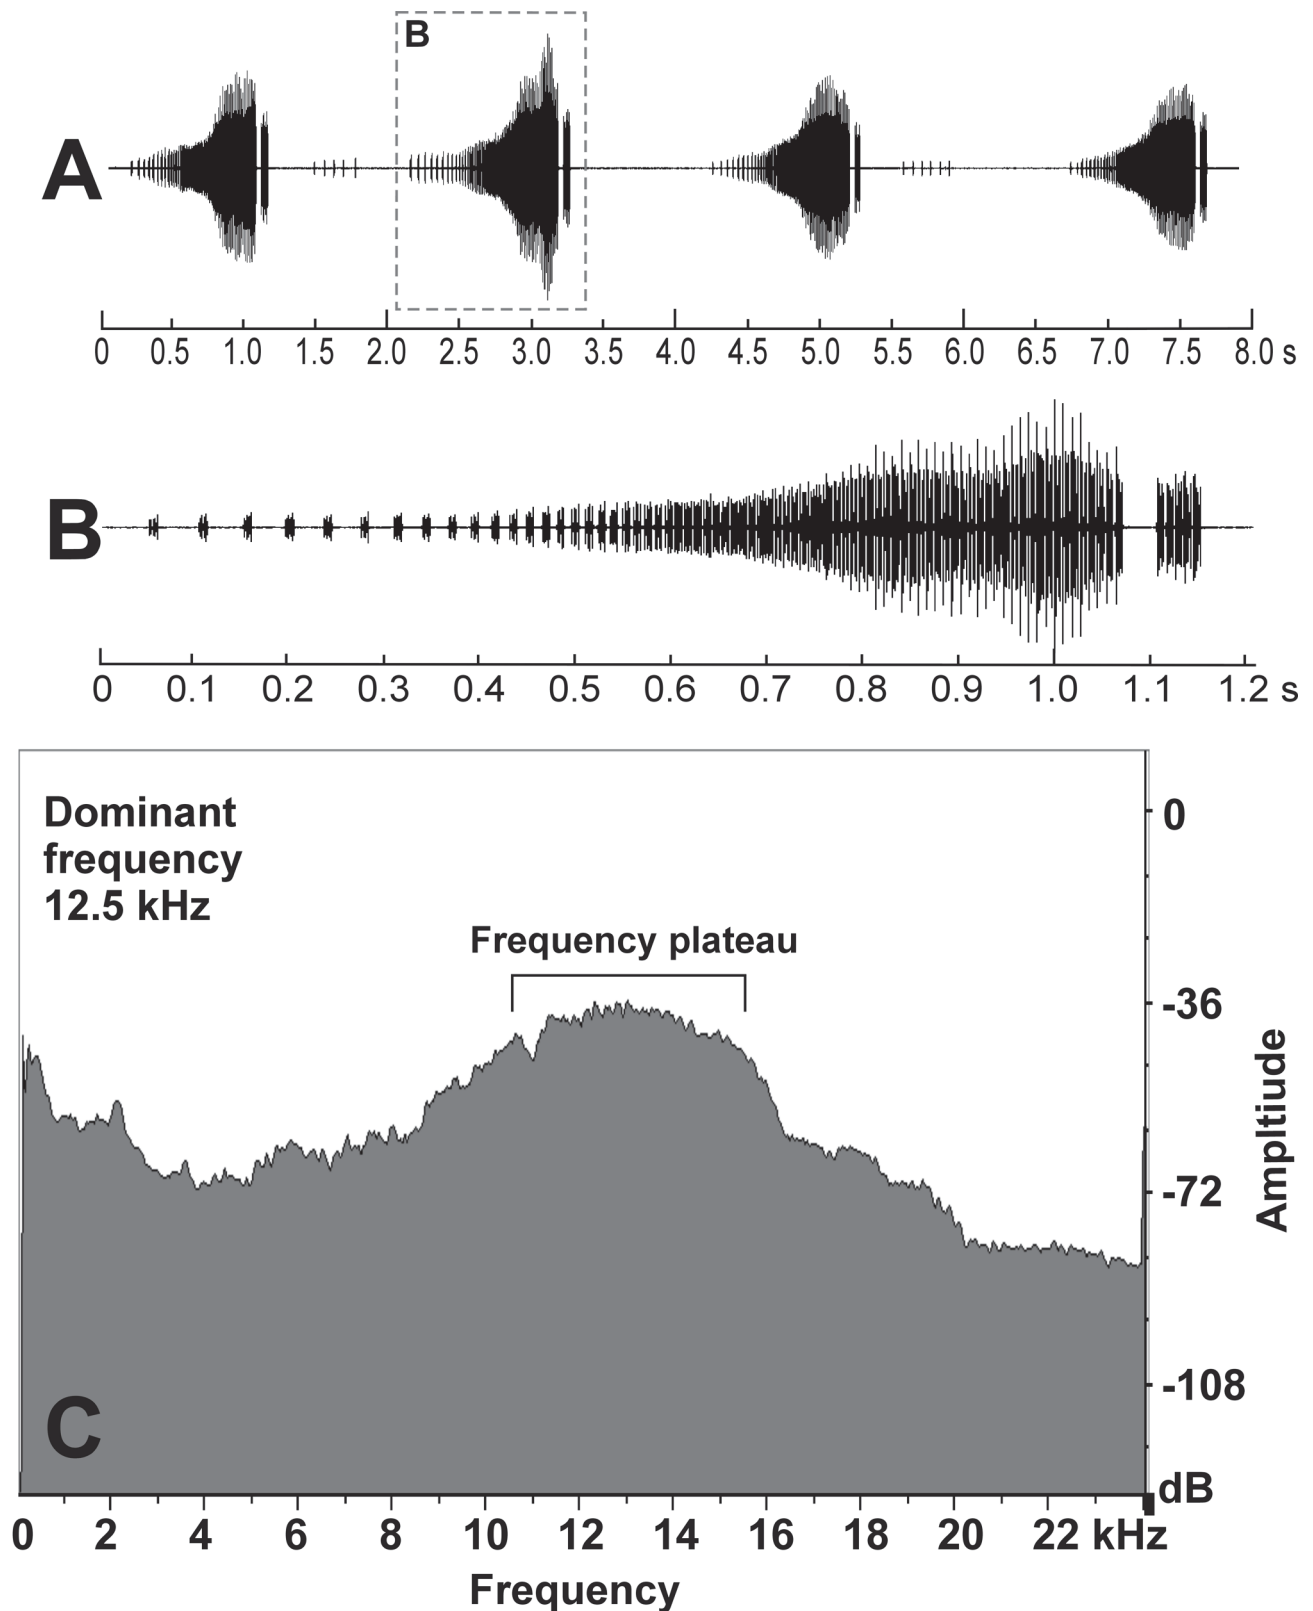 B
A
0 0.5 1.0 1.5 2.0 2.5 3.0 3.5 4.0 4.5 5.0 5.5 6.0 6.5 7.0 7.5 8.0 s
B
0 0.1 0.2 0.3 0.4 0.5 0.6 0.7 0.8 0.9 1.0 1.1 1.2 s
Dominant
frequency
12.5 kHz
Frequency plateau
0
-36
-72
-108
dB
Ampltiude
C
0 2 4 6 8 10 12 14 16 18 20 22 kHz
Frequency